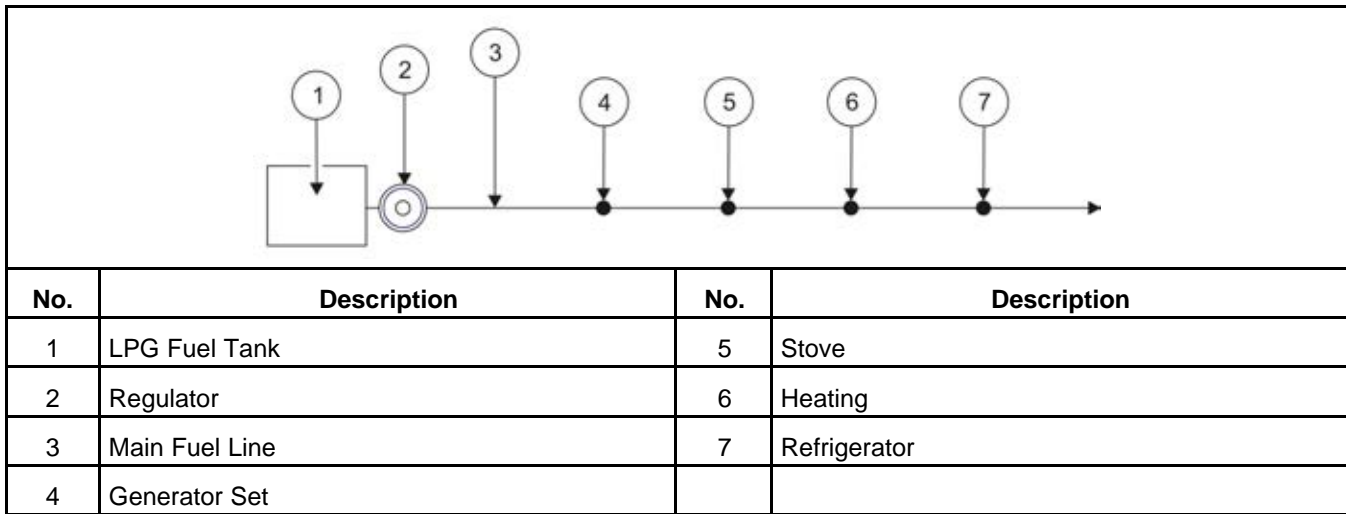 1
2
3
4
5
6
7
No. Description No. Description
1 LPG Fuel Tank 5 Stove
2 Regulator 6 Heating
3 Main Fuel Line 7 Refrigerator
4 Generator Set